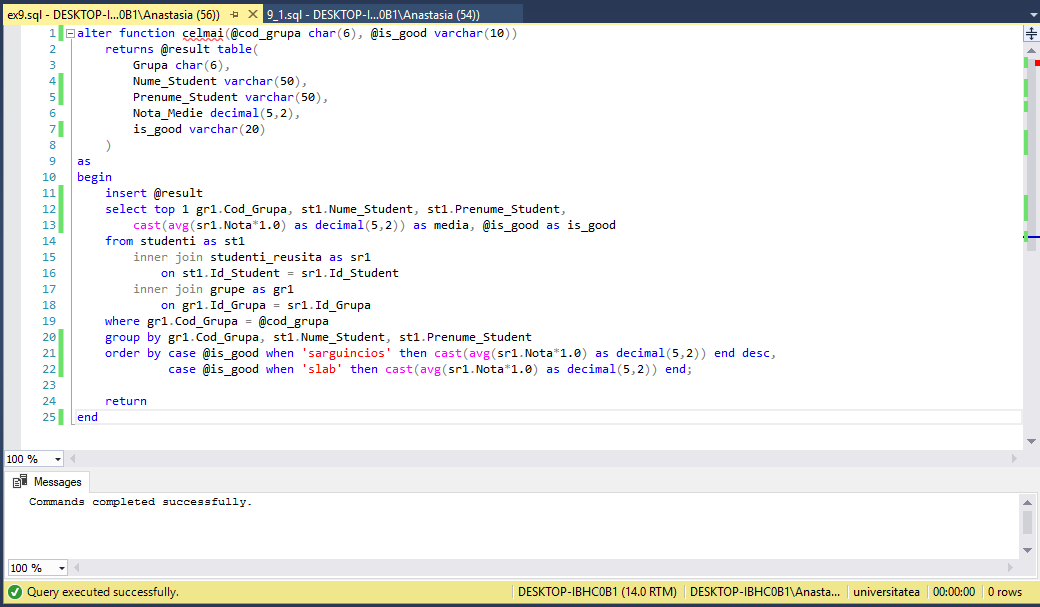 ex9.sql - DESKTOP-I...0B1\Anastasia (56)) 9_1.sql - DESKTOP-I...0B1\Anastasia (54))
1 alter function celmai(@cod_grupa char(6), @is_good varchar(10))
2 returns @result table(
3 Grupa char(6),
4 Nume_Student varchar(50),
5 Prenume_Student varchar(50),
6 Nota_Medie decimal(5,2),
7 is_good varchar(20)
8 )
9 as
10 begin
11 insert @result
12 select top 1 gr1.Cod_Grupa, st1.Nume_Student, st1.Prenume_Student,
13 cast(avg(sr1.Nota*1.0) as decimal(5,2)) as media, @is_good as is_good
14 from studenti as st1
15 inner join studenti_reusita as sr1
16 on st1.Id_Student = sr1.Id_Student
17 inner join grupe as gr1
18 on gr1.Id_Grupa = sr1.Id_Grupa
19 where gr1.Cod_Grupa = @cod_grupa
20 group by gr1.Cod_Grupa, st1.Nume_Student, st1.Prenume_Student
21 order by case @is_good when 'sarguincios' then cast(avg(sr1.Nota*1.0) as decimal(5,2)) end desc,
22 case @is_good when 'slab' then cast(avg(sr1.Nota*1.0) as decimal(5,2)) end;
23
24 return
25 end
100 %
Messages
Commands completed successfully.
100 %
Query executed successfully. DESKTOP-IBHC0B1 (14.0 RTM) DESKTOP-IBHC0B1\Anasta... universitatea 00:00:00 0 rows